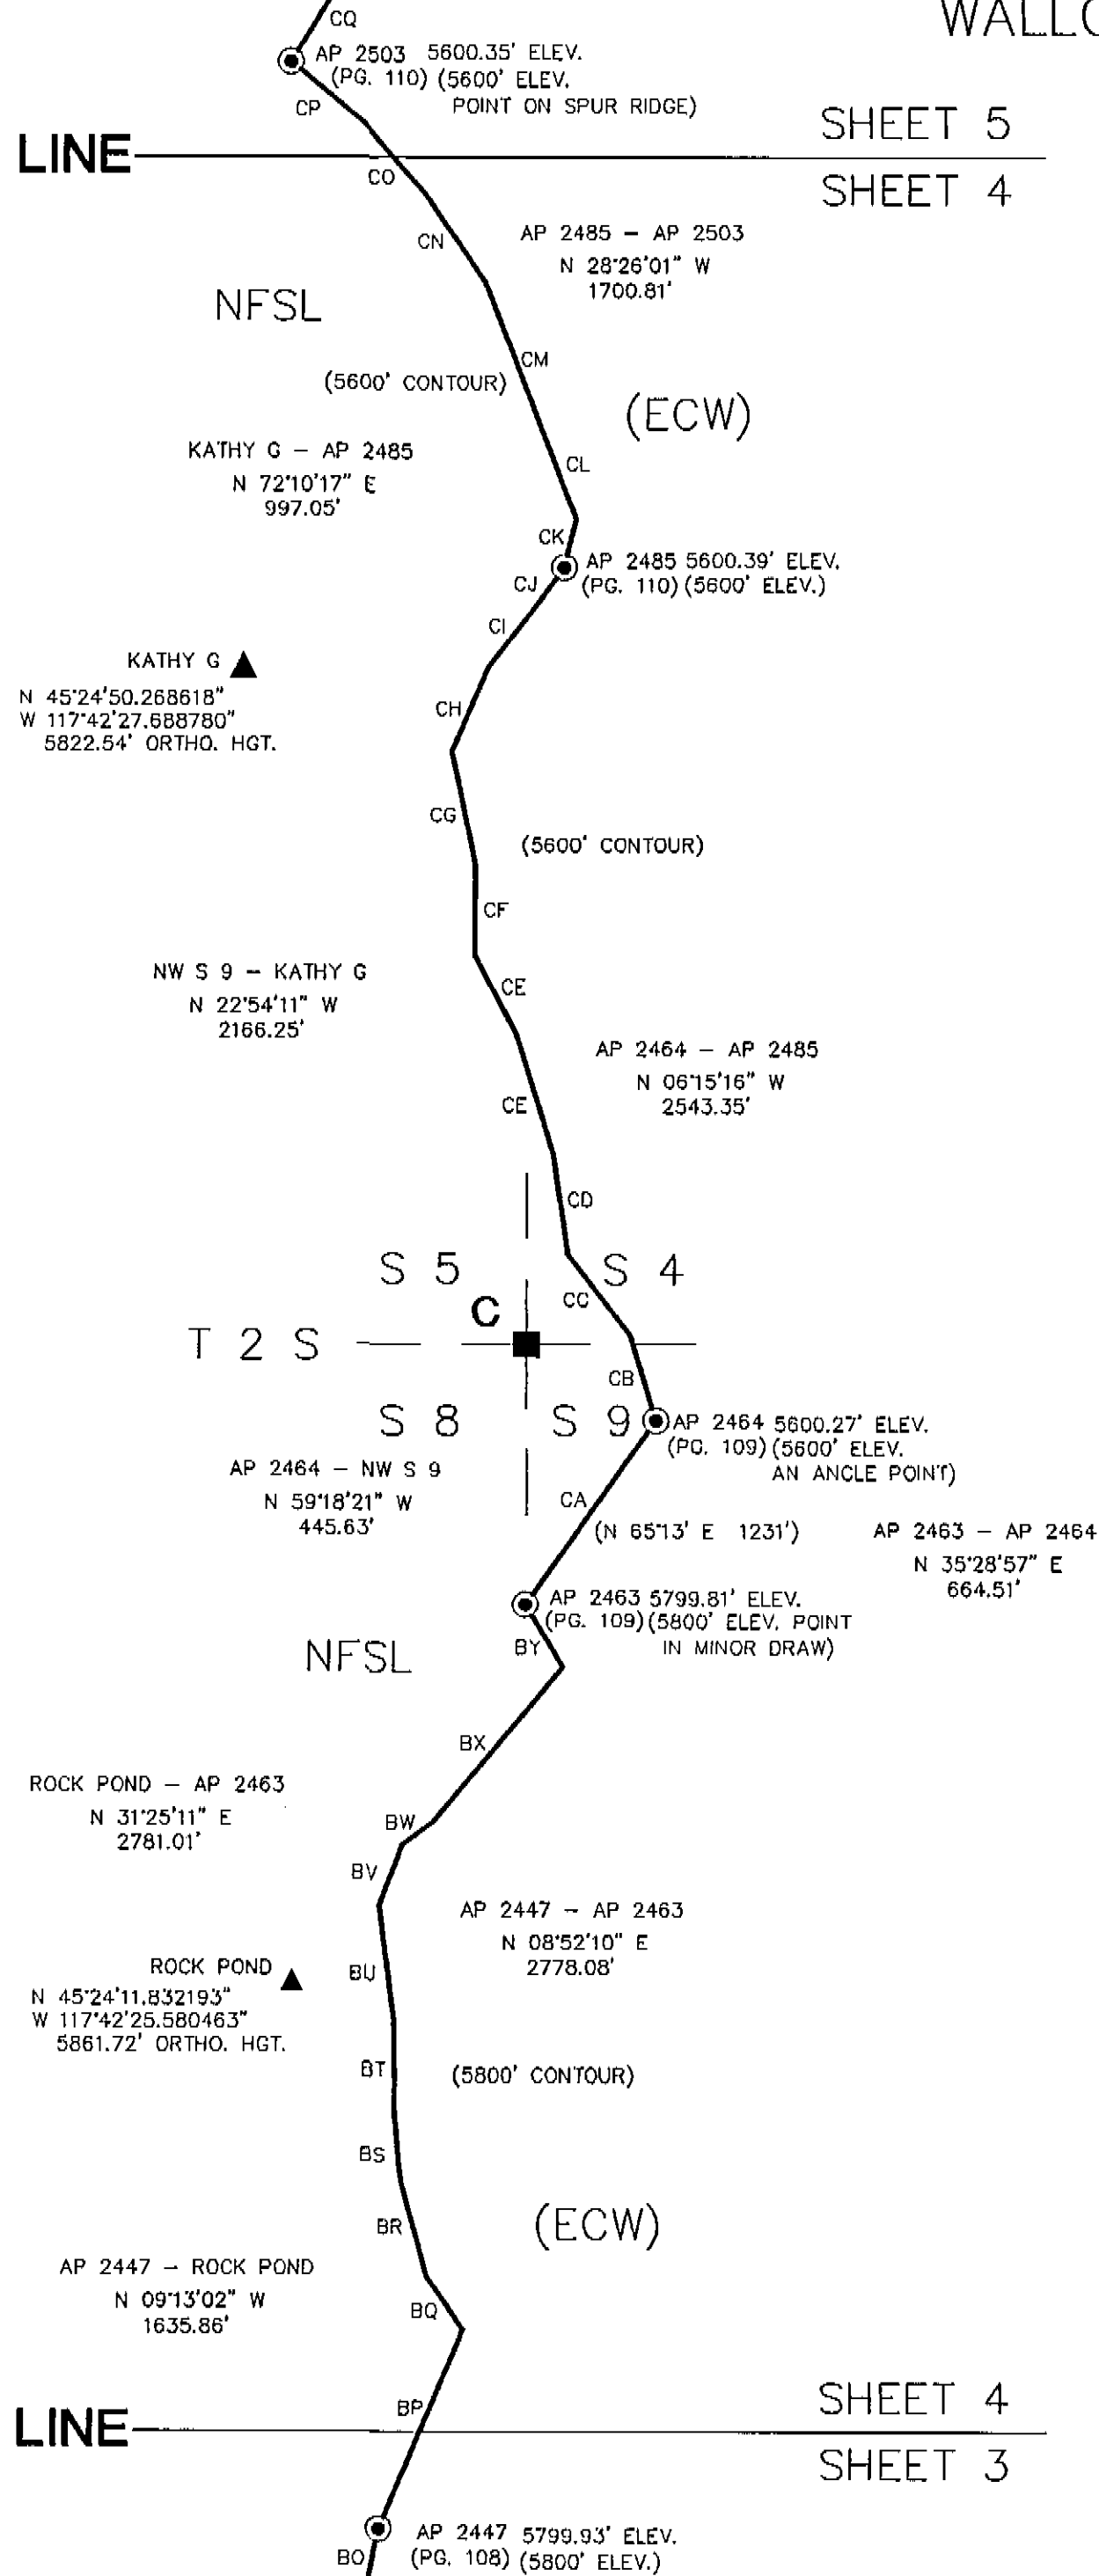 WALLO
CQ
AP 2503 5600.35' ELEV.
(PG. 110) (5600' ELEV.
POINT ON SPUR RIDGE)
CP
SHEET 5
LINE
SHEET 4
CO
CN
AP 2485 – AP 2503
N 28°26'01" W
1700.81'
NFSL
CM
(5600' CONTOUR)
(ECW)
KATHY G – AP 2485
N 72°10'17" E
997.05'
CL
CK
AP 2485 5600.39' ELEV.
(PG. 110) (5600' ELEV.)
CJ
CI
KATHY G
N 45°24'50.268618"
W 117°42'27.688780"
5822.54' ORTHO. HGT.
CH
CG
(5600' CONTOUR)
CF
NW S 9 – KATHY G
N 22°54'11" W
2166.25'
CE
AP 2464 – AP 2485
N 06°15'16" W
2543.35'
CE
CD
S 5
S 4
CC
C
T 2 S
CB
S 8
S 9
AP 2464 5600.27' ELEV.
(PG. 109) (5600' ELEV.
AN ANGLE POINT)
AP 2464 – NW S 9
N 59°18'21" W
445.63'
CA
(N 65°13' E 1231')
AP 2463 – AP 2464
N 35°28'57" E
664.51'
AP 2463 5799.81' ELEV.
(PG. 109) (5800' ELEV. POINT
IN MINOR DRAW)
BY
NFSL
BX
ROCK POND – AP 2463
N 31°25'11" E
2781.01'
BW
BV
AP 2447 – AP 2463
N 08°52'10" E
2778.08'
ROCK POND
N 45°24'11.832193"
W 117°42'25.580463"
5861.72' ORTHO. HGT.
BU
BT
(5800' CONTOUR)
BS
BR
(ECW)
AP 2447 – ROCK POND
N 09°13'02" W
1635.86'
BQ
BP
SHEET 4
LINE
SHEET 3
AP 2447 5799.93' ELEV.
(PG. 108) (5800' ELEV.)
BO